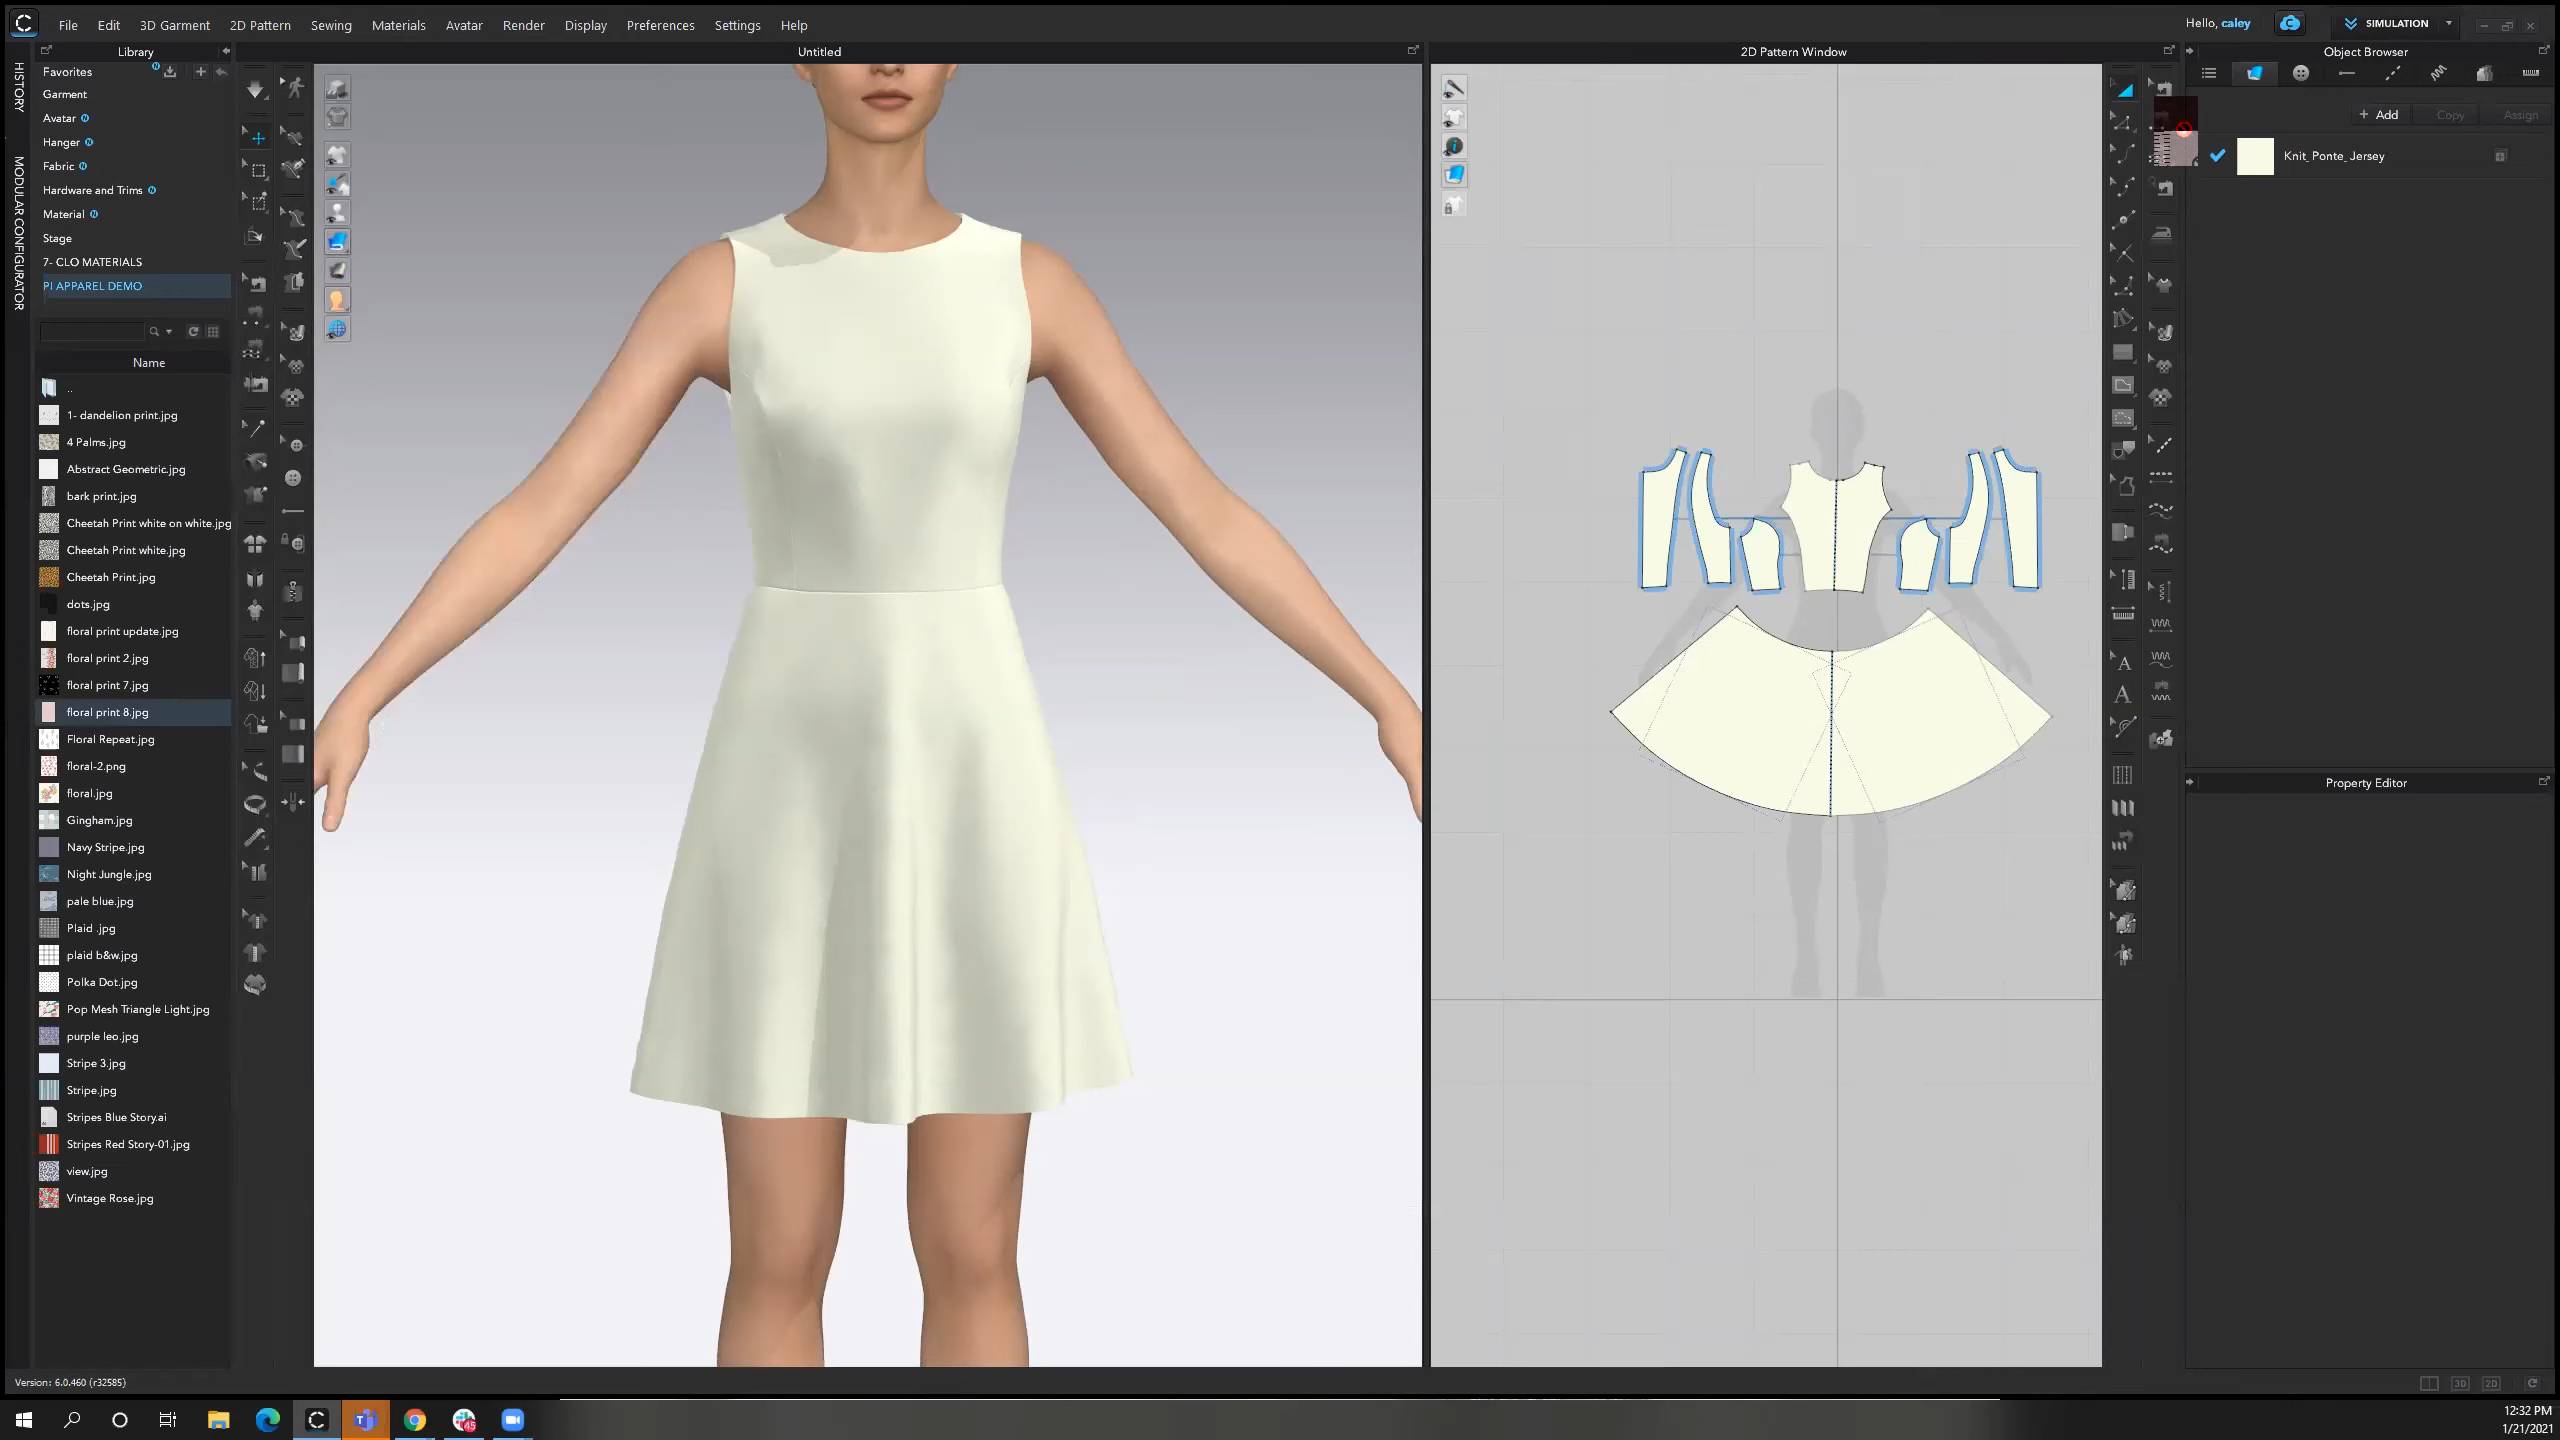 File Edit 3D Garment 2D Pattern Sewing Materials Avatar Render Display Preferences Settings Help
Hello, caley
SIMULATION
HISTORY
MODULAR CONFIGURATOR
Library
Favorites
Garment
Avatar
Hanger
Fabric
Hardware and Trims
Material
Stage
7- CLO MATERIALS
PI APPAREL DEMO
Name
..
1- dandelion print.jpg
4 Palms.jpg
Abstract Geometric.jpg
bark print.jpg
Cheetah Print white on white.jpg
Cheetah Print white.jpg
Cheetah Print.jpg
dots.jpg
floral print update.jpg
floral print 2.jpg
floral print 7.jpg
floral print 8.jpg
Floral Repeat.jpg
floral-2.png
floral.jpg
Gingham.jpg
Navy Stripe.jpg
Night Jungle.jpg
pale blue.jpg
Plaid .jpg
plaid b&w.jpg
Polka Dot.jpg
Pop Mesh Triangle Light.jpg
purple leo.jpg
Stripe 3.jpg
Stripe.jpg
Stripes Blue Story.ai
Stripes Red Story-01.jpg
view.jpg
Vintage Rose.jpg
Untitled
2D Pattern Window
Object Browser
+ Add Copy Assign
Knit_Ponte_Jersey
Property Editor
Version: 6.0.460 (r32585)
3D 2D
45
12:32 PM
1/21/2021